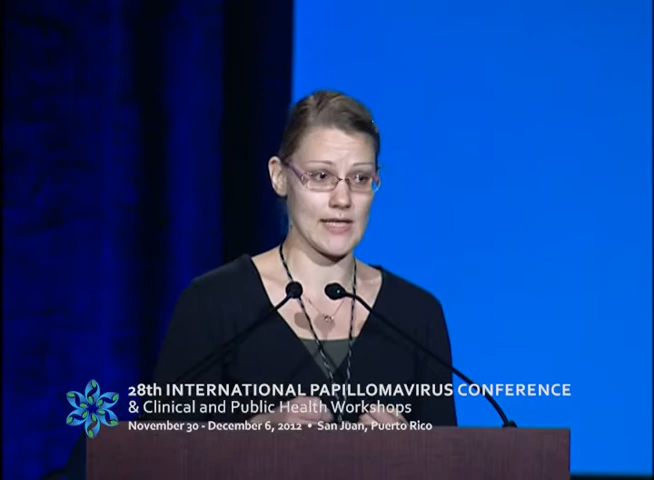 28th INTERNATIONAL PAPILLOMAVIRUS CONFERENCE
& Clinical and Public Health Workshops
November 30 - December 6, 2012 • San Juan, Puerto Rico